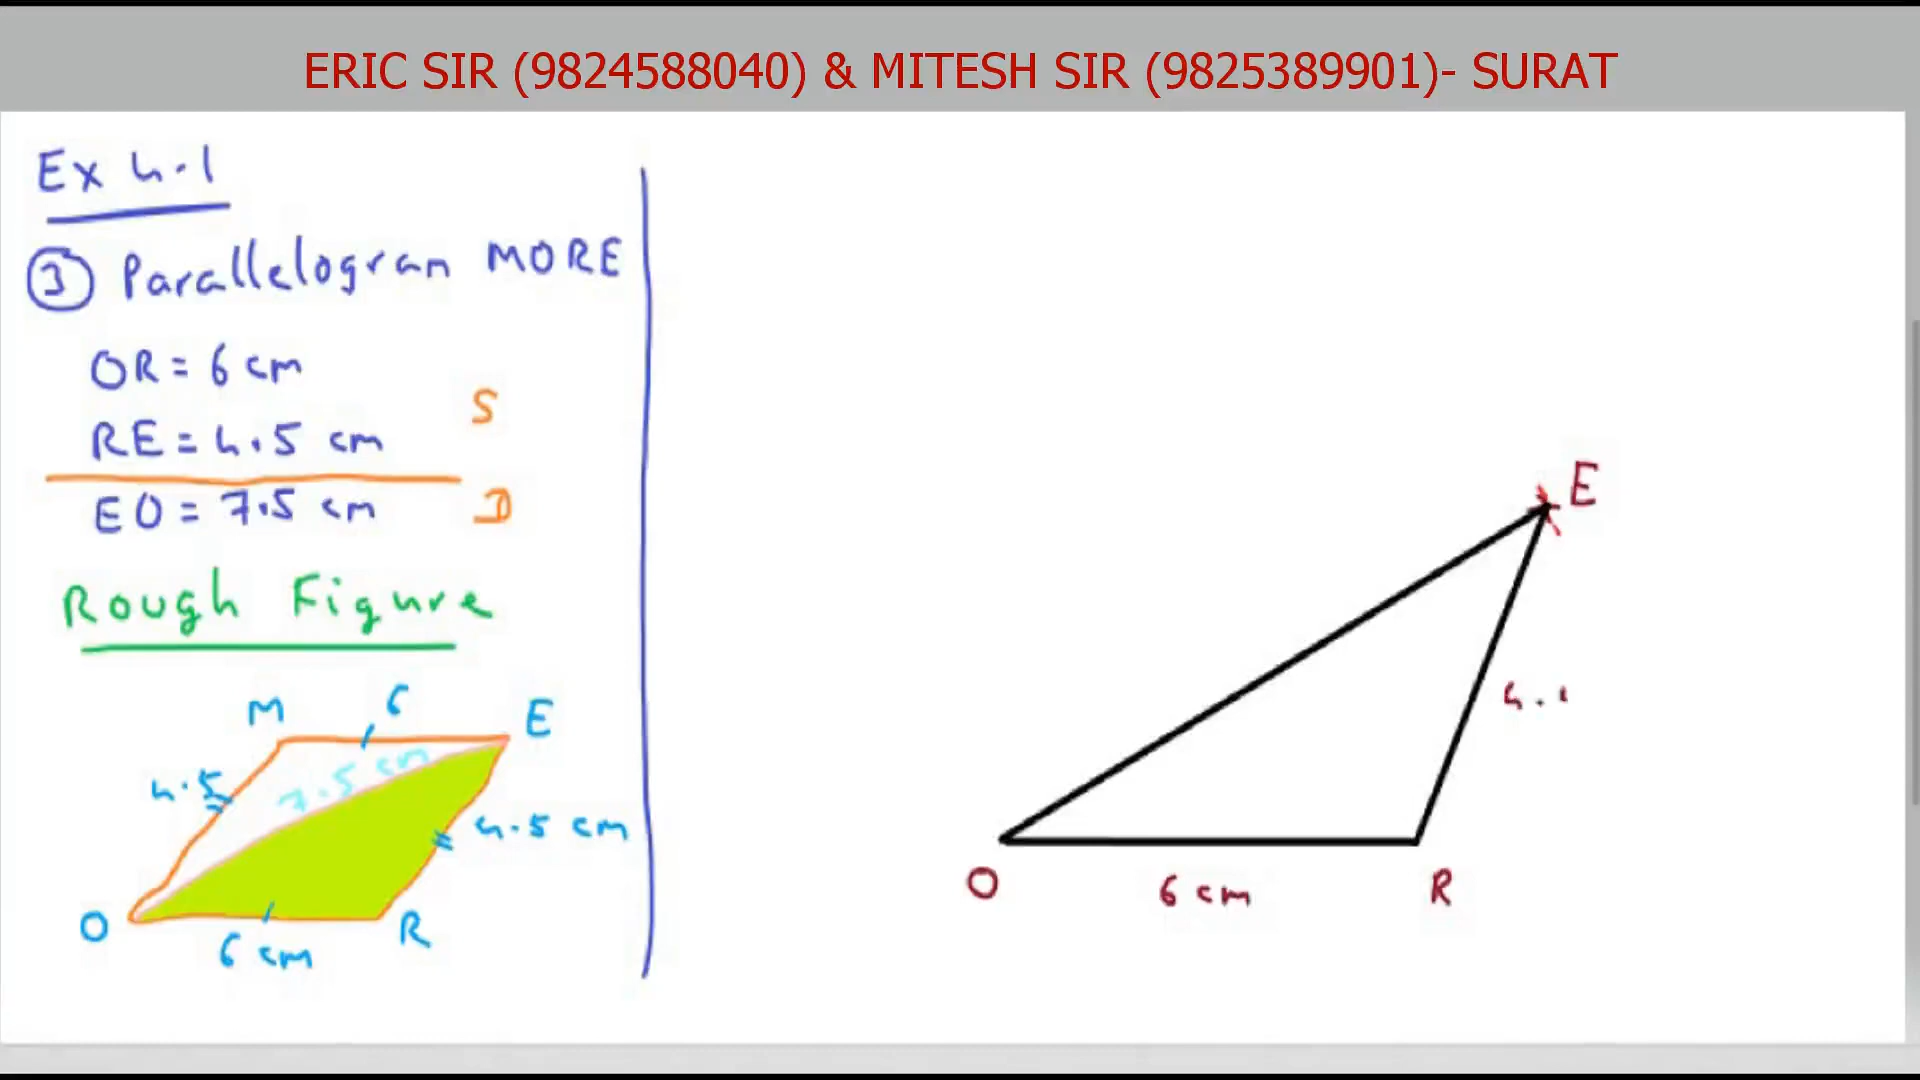 ERIC SIR (9824588040) & MITESH SIR (9825389901)- SURAT
Ex 4.1
3 Parallelogran MORE
OR = 6 cm
S
RE = 4.5 cm
EO = 7.5 cm
D
Rough Figure
M 6 E
4.5 7.5 cm
4.5 cm
O R
6 cm
E
4.
O 6 cm R